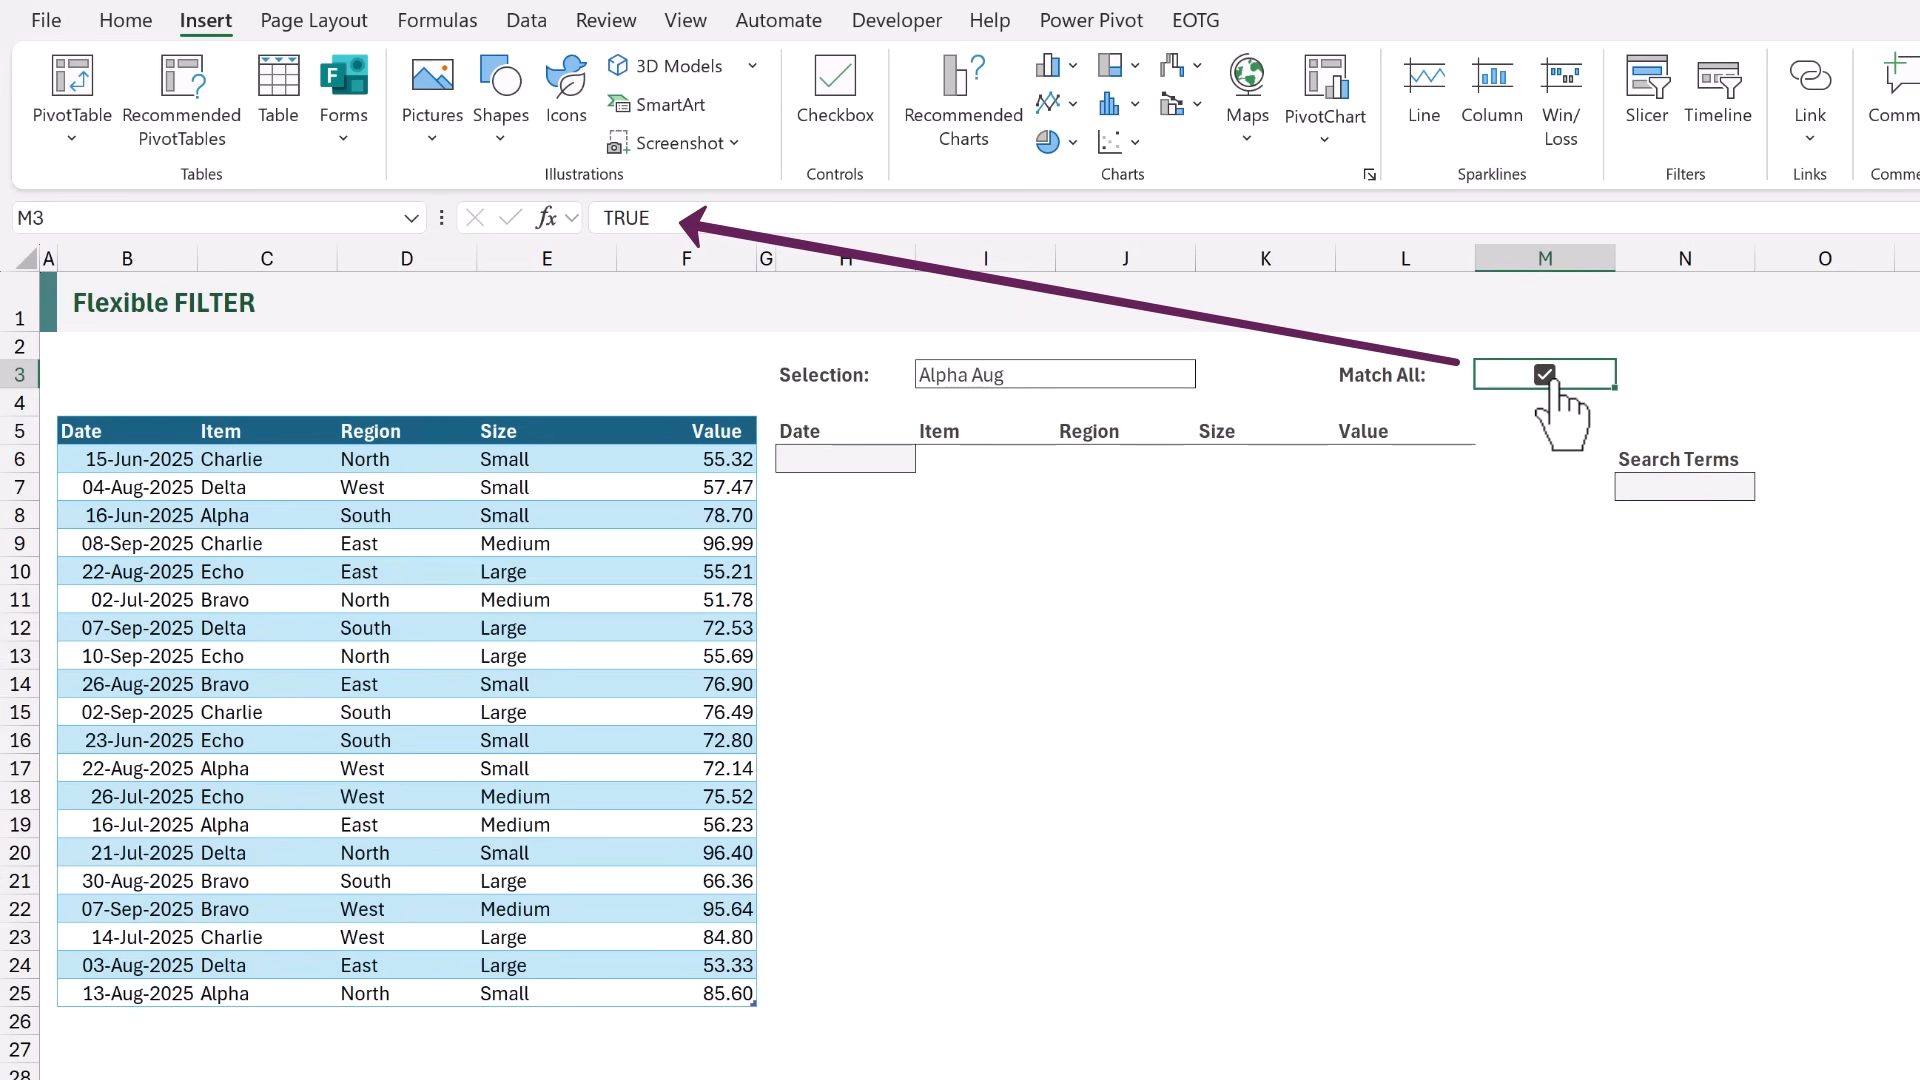 File Home Insert Page Layout Formulas Data Review View Automate Developer Help Power Pivot EOTG
PivotTable Recommended PivotTables Table Forms
Tables
Pictures Shapes Icons 3D Models SmartArt Screenshot
Illustrations
Checkbox
Controls
Recommended Charts Maps PivotChart
Charts
Line Column Win/Loss
Sparklines
Slicer Timeline
Filters
Link
Links
M3 fx TRUE
A B C D E F G H I J K L M N O
1 Flexible FILTER
2
3 Selection: Alpha Aug Match All:
4
5 Date Item Region Size Value Date Item Region Size Value
6 15-Jun-2025 Charlie North Small 55.32 Search Terms
7 04-Aug-2025 Delta West Small 57.47
8 16-Jun-2025 Alpha South Small 78.70
9 08-Sep-2025 Charlie East Medium 96.99
10 22-Aug-2025 Echo East Large 55.21
11 02-Jul-2025 Bravo North Medium 51.78
12 07-Sep-2025 Delta South Large 72.53
13 10-Sep-2025 Echo North Large 55.69
14 26-Aug-2025 Bravo East Small 76.90
15 02-Sep-2025 Charlie South Large 76.49
16 23-Jun-2025 Echo South Small 72.80
17 22-Aug-2025 Alpha West Small 72.14
18 26-Jul-2025 Echo West Medium 75.52
19 16-Jul-2025 Alpha East Medium 56.23
20 21-Jul-2025 Delta North Small 96.40
21 30-Aug-2025 Bravo South Large 66.36
22 07-Sep-2025 Bravo West Medium 95.64
23 14-Jul-2025 Charlie West Large 84.80
24 03-Aug-2025 Delta East Large 53.33
25 13-Aug-2025 Alpha North Small 85.60
26
27
28